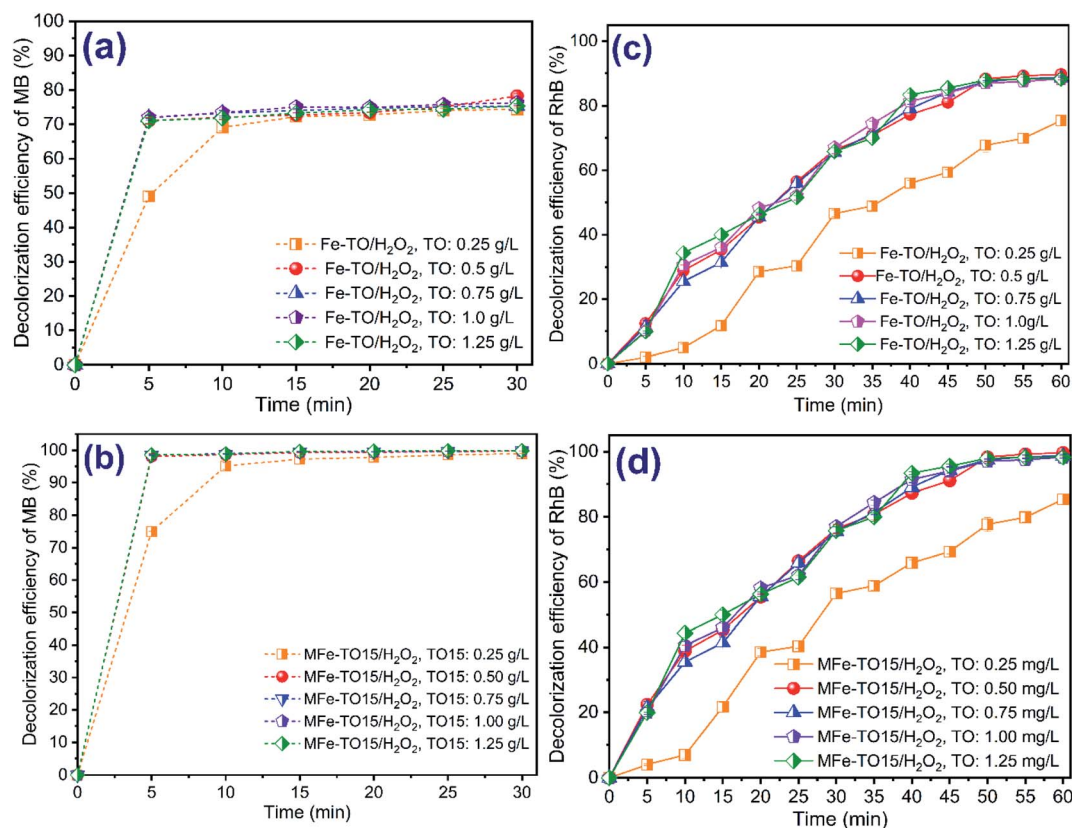 (a)
Decolorization efficiency of MB (%)
100
90
80
70
60
50
40
30
20
10
0
Fe-TO/H₂O₂, TO: 0.25 g/L
Fe-TO/H₂O₂, TO: 0.5 g/L
Fe-TO/H₂O₂, TO: 0.75 g/L
Fe-TO/H₂O₂, TO: 1.0 g/L
Fe-TO/H₂O₂, TO: 1.25 g/L
0 5 10 15 20 25 30
Time (min)
(c)
Decolorization efficiency of RhB (%)
100
80
60
40
20
0
Fe-TO/H₂O₂, TO: 0.25 g/L
Fe-TO/H₂O₂, TO: 0.5 g/L
Fe-TO/H₂O₂, TO: 0.75 g/L
Fe-TO/H₂O₂, TO: 1.0g/L
Fe-TO/H₂O₂, TO: 1.25 g/L
0 5 10 15 20 25 30 35 40 45 50 55 60
Time (min)
(b)
Decolorization efficiency of MB (%)
100
90
80
70
60
50
40
30
20
10
0
MFe-TO15/H₂O₂, TO15: 0.25 g/L
MFe-TO15/H₂O₂, TO15: 0.50 g/L
MFe-TO15/H₂O₂, TO15: 0.75 g/L
MFe-TO15/H₂O₂, TO15: 1.00 g/L
MFe-TO15/H₂O₂, TO15: 1.25 g/L
0 5 10 15 20 25 30
Time (min)
(d)
Decolorization efficiency of RhB (%)
100
80
60
40
20
0
MFe-TO15/H₂O₂, TO: 0.25 mg/L
MFe-TO15/H₂O₂, TO: 0.50 mg/L
MFe-TO15/H₂O₂, TO: 0.75 mg/L
MFe-TO15/H₂O₂, TO: 1.00 mg/L
MFe-TO15/H₂O₂, TO: 1.25 mg/L
0 5 10 15 20 25 30 35 40 45 50 55 60
Time (min)